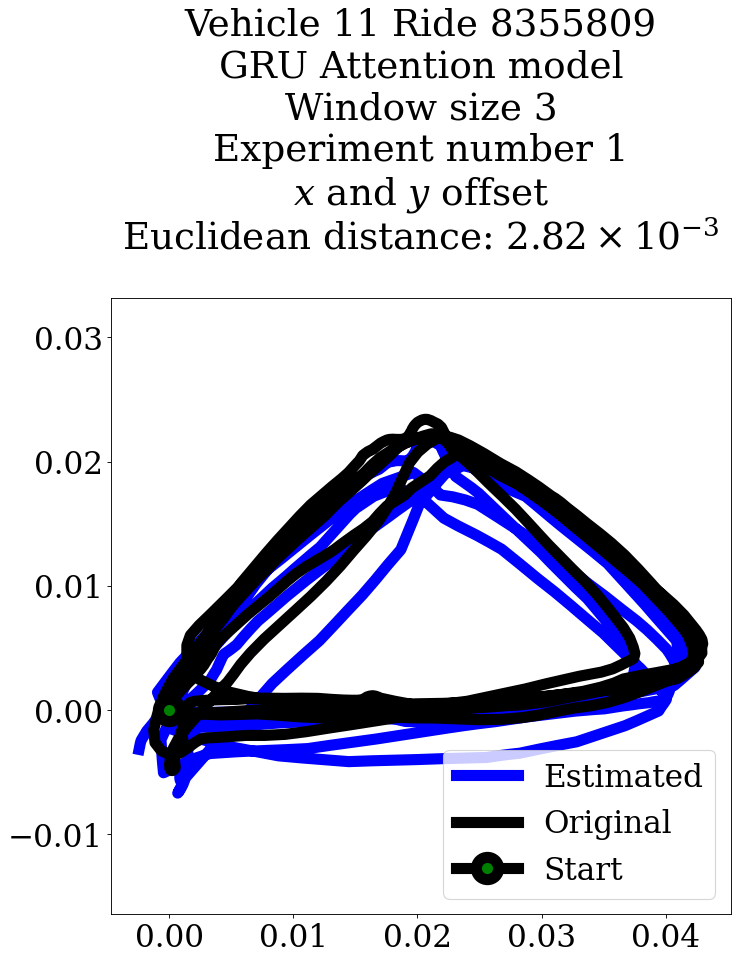 Vehicle 11 Ride 8355809
GRU Attention model
Window size 3
Experiment number 1
x and y offset
Euclidean distance: 2.82 × 10⁻³
0.03
0.02
0.01
0.00
−0.01
Estimated
Original
Start
0.00 0.01 0.02 0.03 0.04